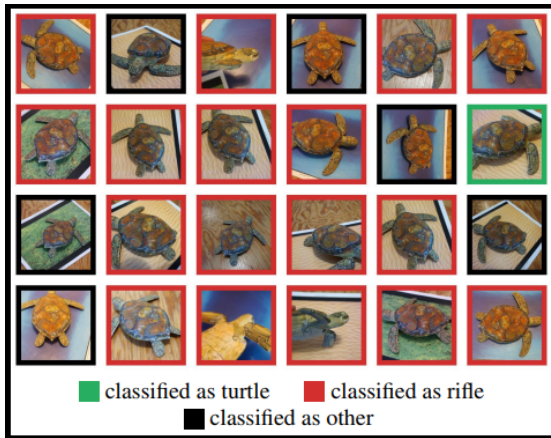 classified as turtle classified as rifle
classified as other